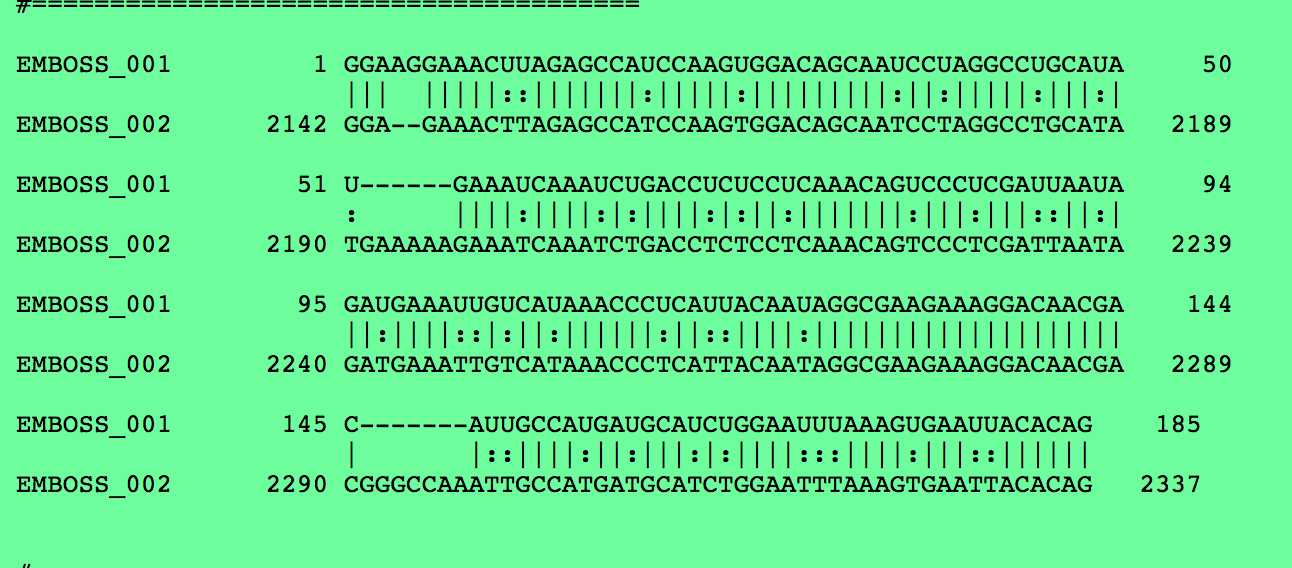 #=======================================
EMBOSS_001         1 GGAAGGAAACUUAGAGCCAUCCAAGUGGACAGCAAUCCUAGGCCUGCAUA     50
                     |||  |||||::|||||||:|||||:|||||||||:||:|||||:|||:|
EMBOSS_002      2142 GGA--GAAACTTAGAGCCATCCAAGTGGACAGCAATCCTAGGCCTGCATA   2189
EMBOSS_001        51 U------GAAAUCAAAUCUGACCUCUCCUCAAACAGUCCCUCGAUUAAUA     94
                     :      ||||:||||:|:||||:|:||:|||||||:|||:|||::||:|
EMBOSS_002      2190 TGAAAAAGAAATCAAATCTGACCTCTCCTCAAACAGTCCCTCGATTAATA   2239
EMBOSS_001        95 GAUGAAAUUGUCAUAAACCCUCAUUACAAUAGGCGAAGAAAGGACAACGA    144
                     ||:||||::|:||:||||||:||::||||:||||||||||||||||||||
EMBOSS_002      2240 GATGAAATTGTCATAAACCCTCATTACAATAGGCGAAGAAAGGACAACGA   2289
EMBOSS_001       145 C-------AUUGCCAUGAUGCAUCUGGAAUUUAAAGUGAAUUACACAG    185
                     |       |::||||:||:|||:|:||||:::||||:|||::||||||
EMBOSS_002      2290 CGGGCCAAATTGCCATGATGCATCTGGAATTTAAAGTGAATTACACAG   2337